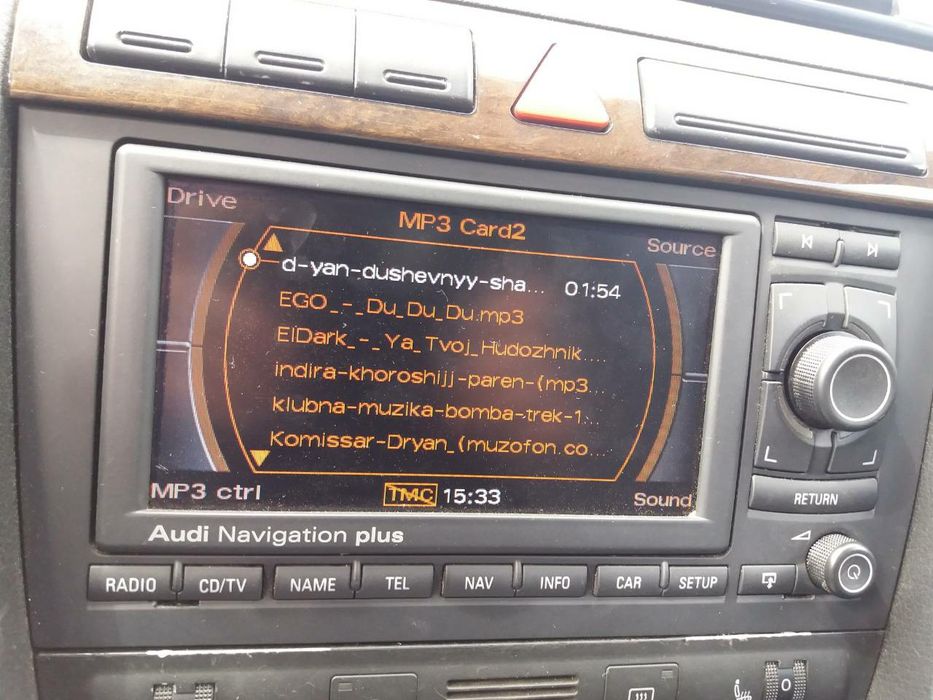 Drive
MP3 Card2
Source
d-yan-dushevnyy-sha... 01:54
EGO_-_Du_Du_Du.mp3
ElDark_-_Ya_Tvoj_Hudozhnik....
indira-khoroshijj-paren-(mp3...
klubna-muzika-bomba-trek-1...
Komissar-Dryan_(muzofon.co...
MP3 ctrl
TMC 15:33
Sound
Audi Navigation plus
RETURN
RADIO CD/TV NAME TEL NAV INFO CAR SETUP
0